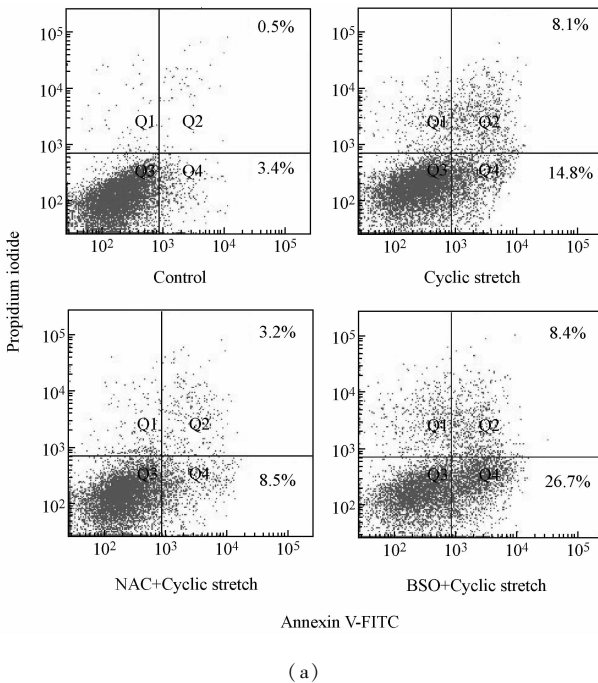 0.5%
8.1%
10^5
10^5
10^4
10^4
Q1
Q2
Q1
Q2
10^3
10^3
3.4%
14.8%
Q3
Q4
Q3
Q4
10^2
10^2
10^2
10^3
10^4
10^5
10^2
10^3
10^4
10^5
Control
Cyclic stretch
Propidium iodide
3.2%
8.4%
10^5
10^5
10^4
10^4
Q1
Q2
Q1
Q2
10^3
10^3
Q3
Q4
Q3
Q4
8.5%
26.7%
10^2
10^2
10^2
10^3
10^4
10^5
10^2
10^3
10^4
10^5
NAC+Cyclic stretch
BSO+Cyclic stretch
Annexin V-FITC
(a)